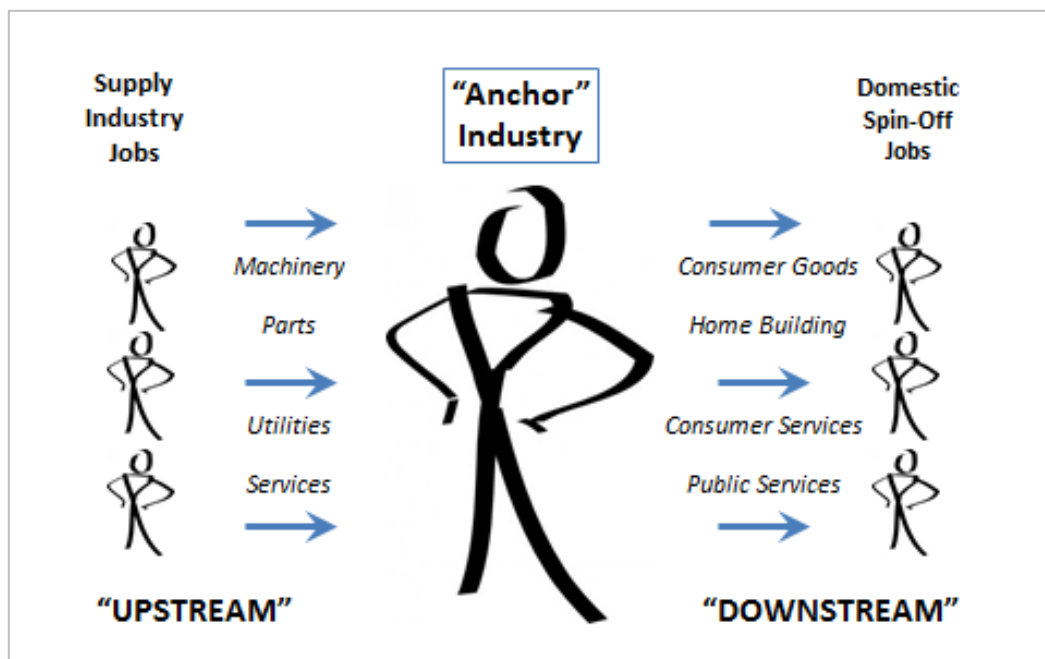 Supply
Industry
Jobs
“Anchor”
Industry
Domestic
Spin-Off
Jobs
Machinery
Parts
Utilities
Services
Consumer Goods
Home Building
Consumer Services
Public Services
“UPSTREAM”
“DOWNSTREAM”